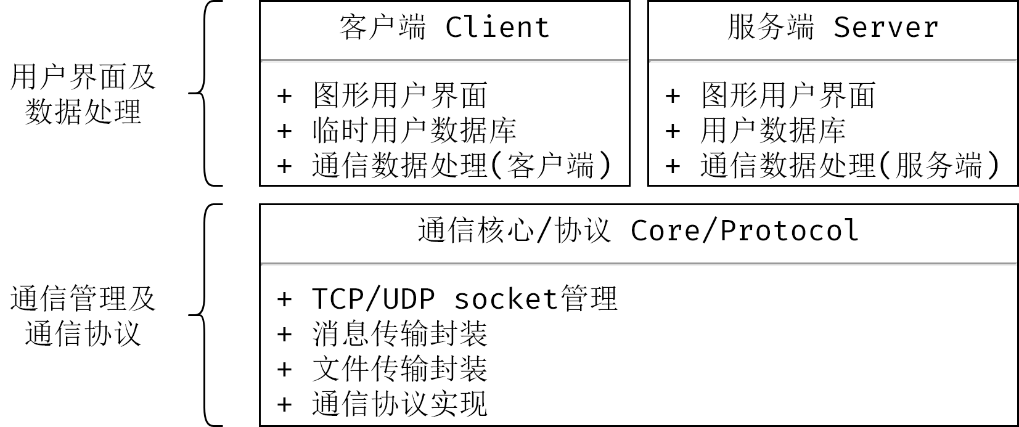 用户界面及
数据处理
客户端 Client
+ 图形用户界面
+ 临时用户数据库
+ 通信数据处理(客户端)
服务端 Server
+ 图形用户界面
+ 用户数据库
+ 通信数据处理(服务端)
通信管理及
通信协议
通信核心/协议 Core/Protocol
+ TCP/UDP socket管理
+ 消息传输封装
+ 文件传输封装
+ 通信协议实现